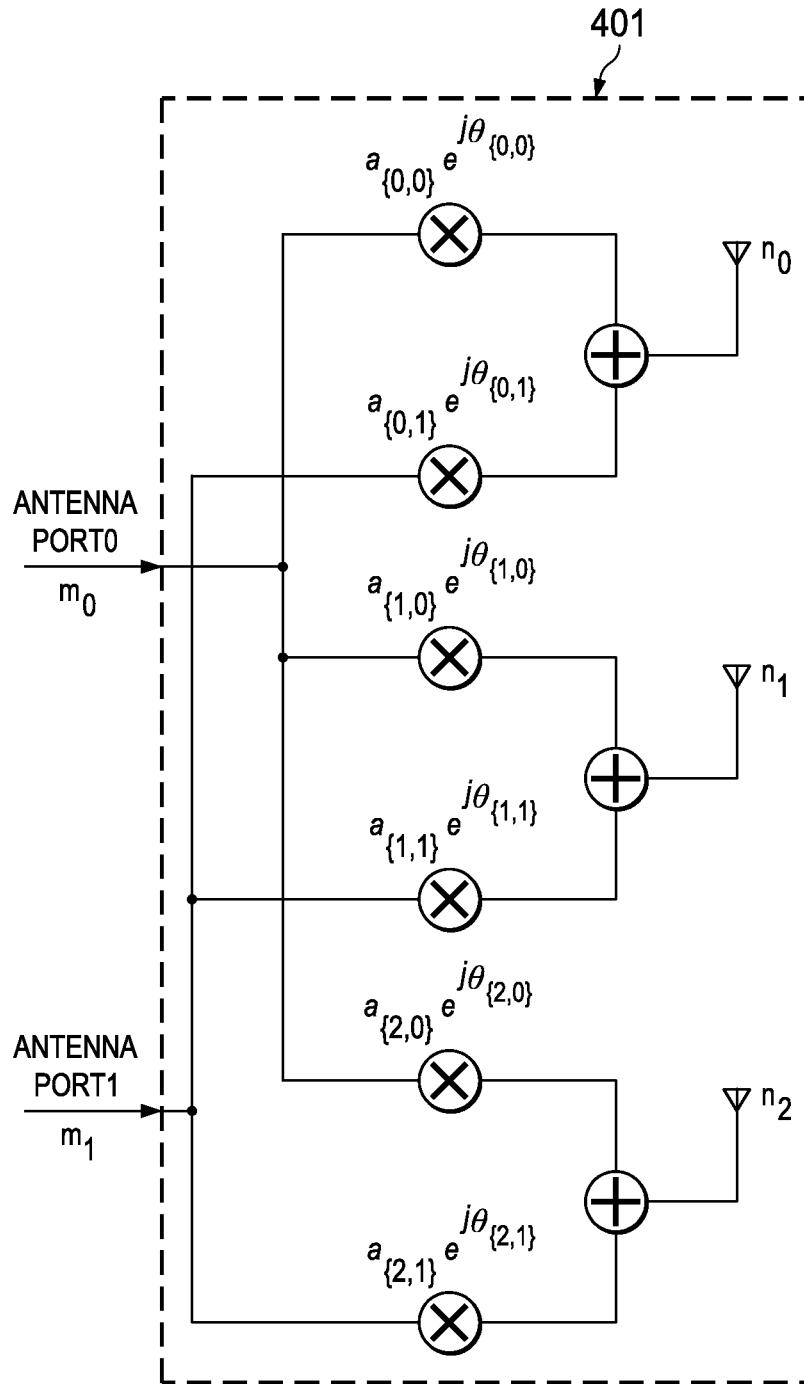 401
a{0,0} e jθ{0,0}
n0
a{0,1} e jθ{0,1}
ANTENNA
PORT0
m0
a{1,0} e jθ{1,0}
n1
a{1,1} e jθ{1,1}
a{2,0} e jθ{2,0}
ANTENNA
PORT1
m1
n2
a{2,1} e jθ{2,1}